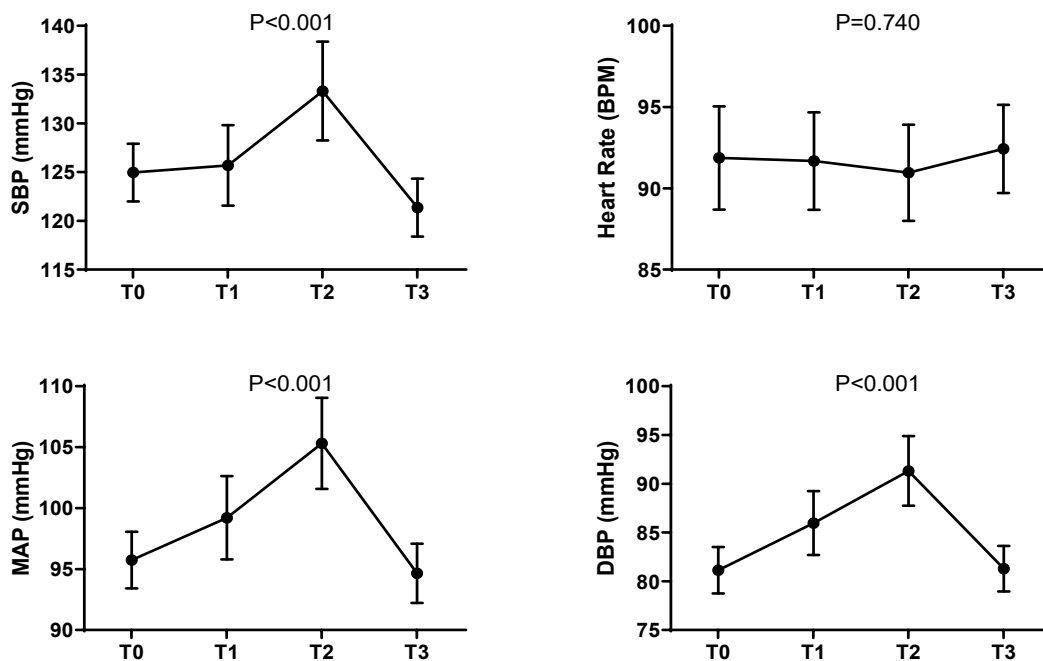 P<0.001
SBP (mmHg)
140
135
130
125
120
115
T0 T1 T2 T3
P=0.740
Heart Rate (BPM)
100
95
90
85
T0 T1 T2 T3
P<0.001
MAP (mmHg)
110
105
100
95
90
T0 T1 T2 T3
P<0.001
DBP (mmHg)
100
95
90
85
80
75
T0 T1 T2 T3